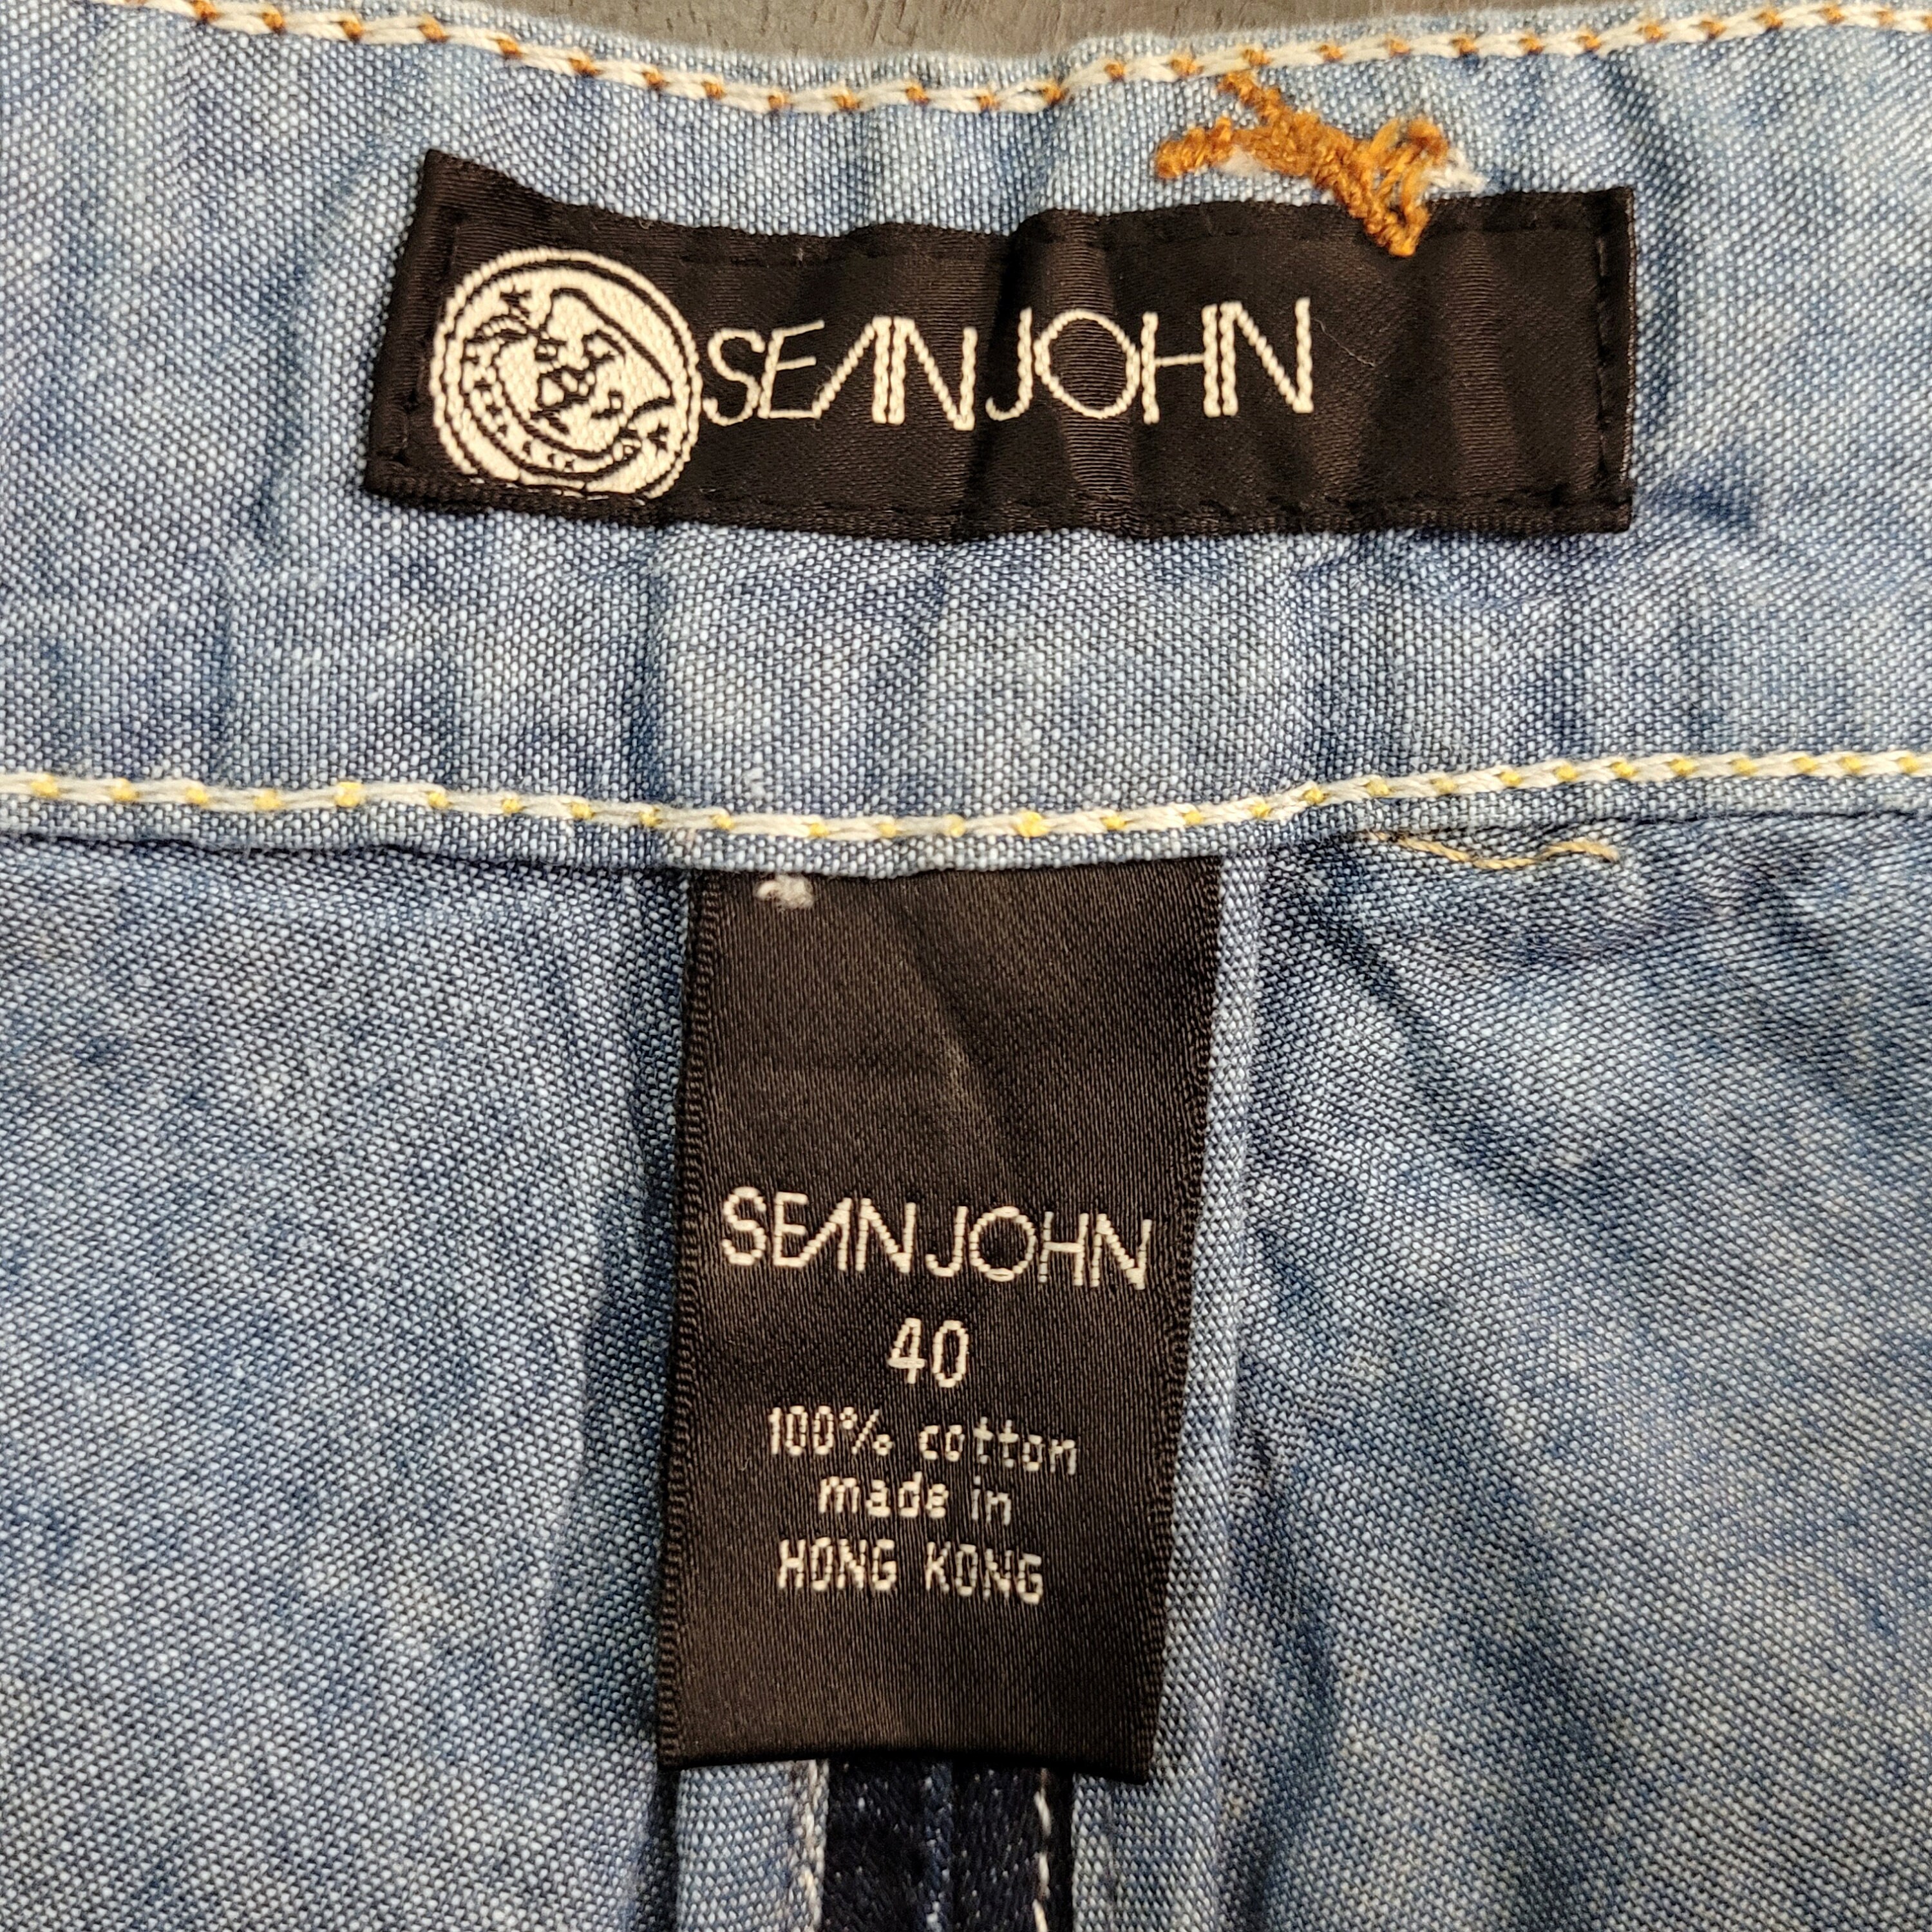 SEAN JOHN
SEAN JOHN
40
100% cotton
made in
HONG KONG